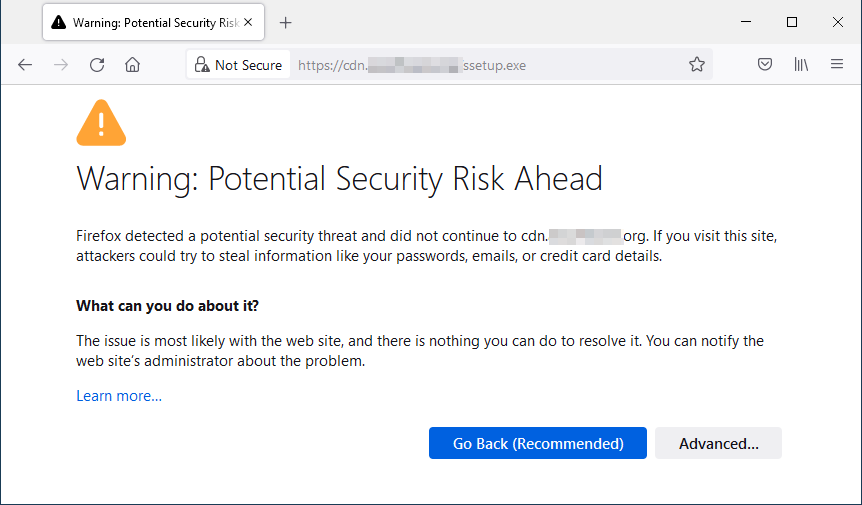 Warning: Potential Security Risk
Not Secure https://cdn. ssetup.exe
Warning: Potential Security Risk Ahead
Firefox detected a potential security threat and did not continue to cdn. org. If you visit this site,
attackers could try to steal information like your passwords, emails, or credit card details.
What can you do about it?
The issue is most likely with the web site, and there is nothing you can do to resolve it. You can notify the
web site’s administrator about the problem.
Learn more…
Go Back (Recommended) Advanced...